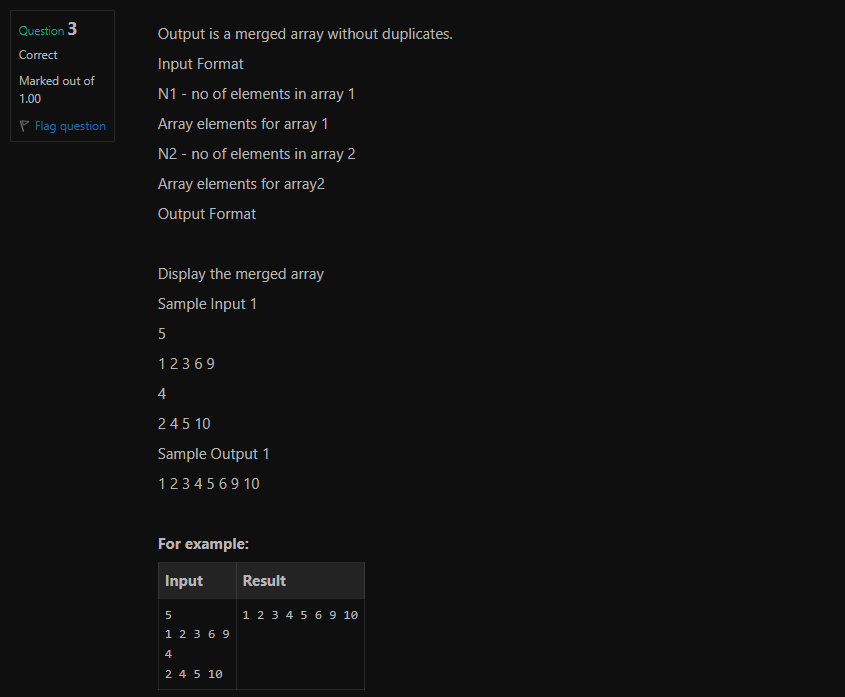 Question 3
Correct
Marked out of
1.00
Flag question
Output is a merged array without duplicates.
Input Format
N1 - no of elements in array 1
Array elements for array 1
N2 - no of elements in array 2
Array elements for array2
Output Format
Display the merged array
Sample Input 1
5
1 2 3 6 9
4
2 4 5 10
Sample Output 1
1 2 3 4 5 6 9 10
For example:
Input Result
5 1 2 3 4 5 6 9 10
1 2 3 6 9
4
2 4 5 10